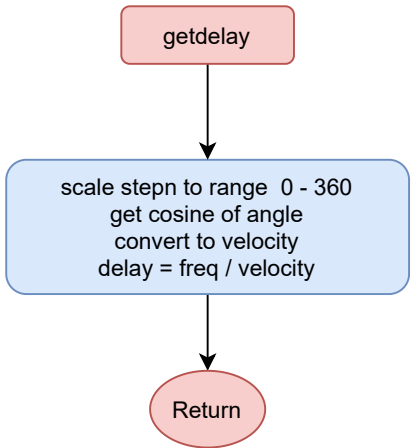 getdelay
scale stepn to range  0 - 360
get cosine of angle
convert to velocity
delay = freq / velocity
Return